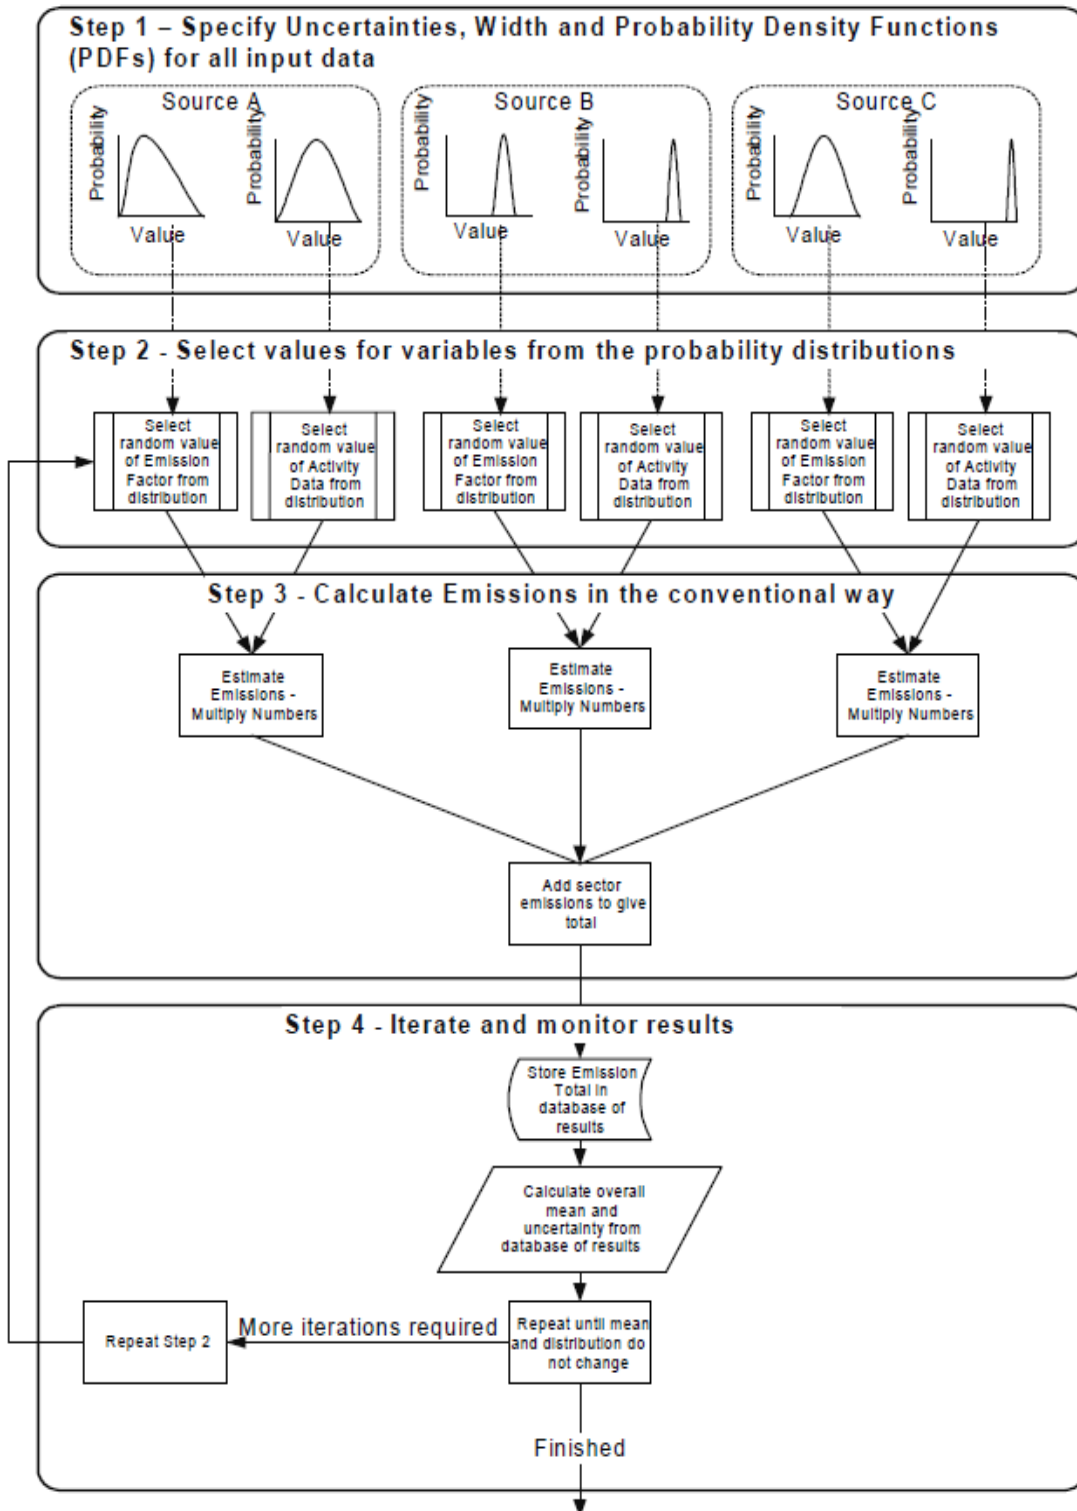 Step 1 – Specify Uncertainties, Width and Probability Density Functions
(PDFs) for all input data
Source A
Source B
Source C
Probability
Value
Probability
Value
Probability
Value
Probability
Value
Probability
Value
Probability
Value
Step 2 - Select values for variables from the probability distributions
Select
random value
of Emission
Factor from
distribution
Select
random value
of Activity
Data from
distribution
Select
random value
of Emission
Factor from
distribution
Select
random value
of Activity
Data from
distribution
Select
random value
of Emission
Factor from
distribution
Select
random value
of Activity
Data from
distribution
Step 3 - Calculate Emissions in the conventional way
Estimate
Emissions -
Multiply Numbers
Estimate
Emissions -
Multiply Numbers
Estimate
Emissions -
Multiply Numbers
Add sector
emissions to give
total
Step 4 - Iterate and monitor results
Store Emission
Total in
database of
results
Calculate overall
mean and
uncertainty from
database of results
Repeat until mean
and distribution do
not change
More iterations required
Repeat Step 2
Finished